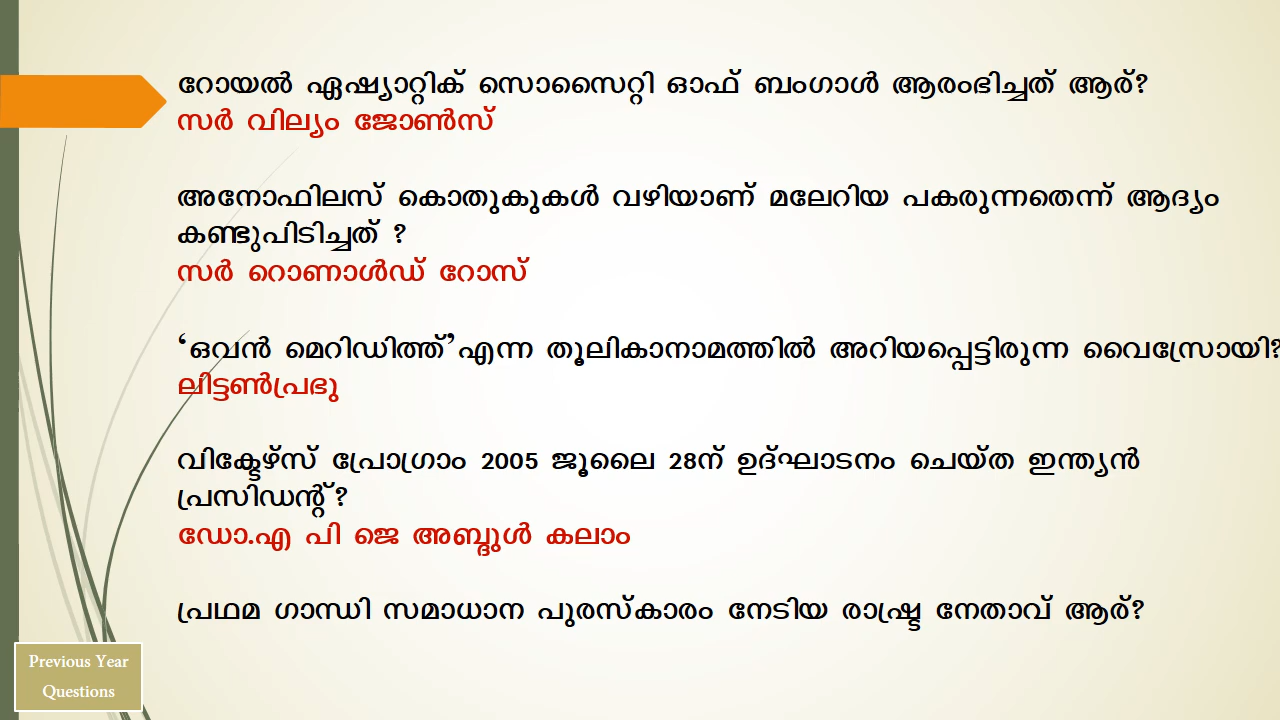 റോയൽ ഏഷ്യാറ്റിക് സൊസൈറ്റി ഓഫ് ബംഗാൾ ആരംഭിച്ചത് ആര്?
സർ വില്യം ജോൺസ്
അനോഫിലസ് കൊതുകുകൾ വഴിയാണ് മലേറിയ പകരുന്നതെന്ന് ആദ്യം
കണ്ടുപിടിച്ചത് ?
സർ റൊണാൾഡ് റോസ്
‘ഒവൻ മെറിഡിത്ത്’എന്ന തൂലികാനാമത്തിൽ അറിയപ്പെട്ടിരുന്ന വൈസ്രോയി?
ലിട്ടൺപ്രഭു
വിക്ടേഴ്സ് പ്രോഗ്രാം 2005 ജൂലൈ 28ന് ഉദ്ഘാടനം ചെയ്ത ഇന്ത്യൻ
പ്രസിഡന്റ് ?
ഡോ.എ പി ജെ അബ്ദുൾ കലാം
പ്രഥമ ഗാന്ധി സമാധാന പുരസ്കാരം നേടിയ രാഷ്ട്ര നേതാവ് ആര്?
Previous Year
Questions